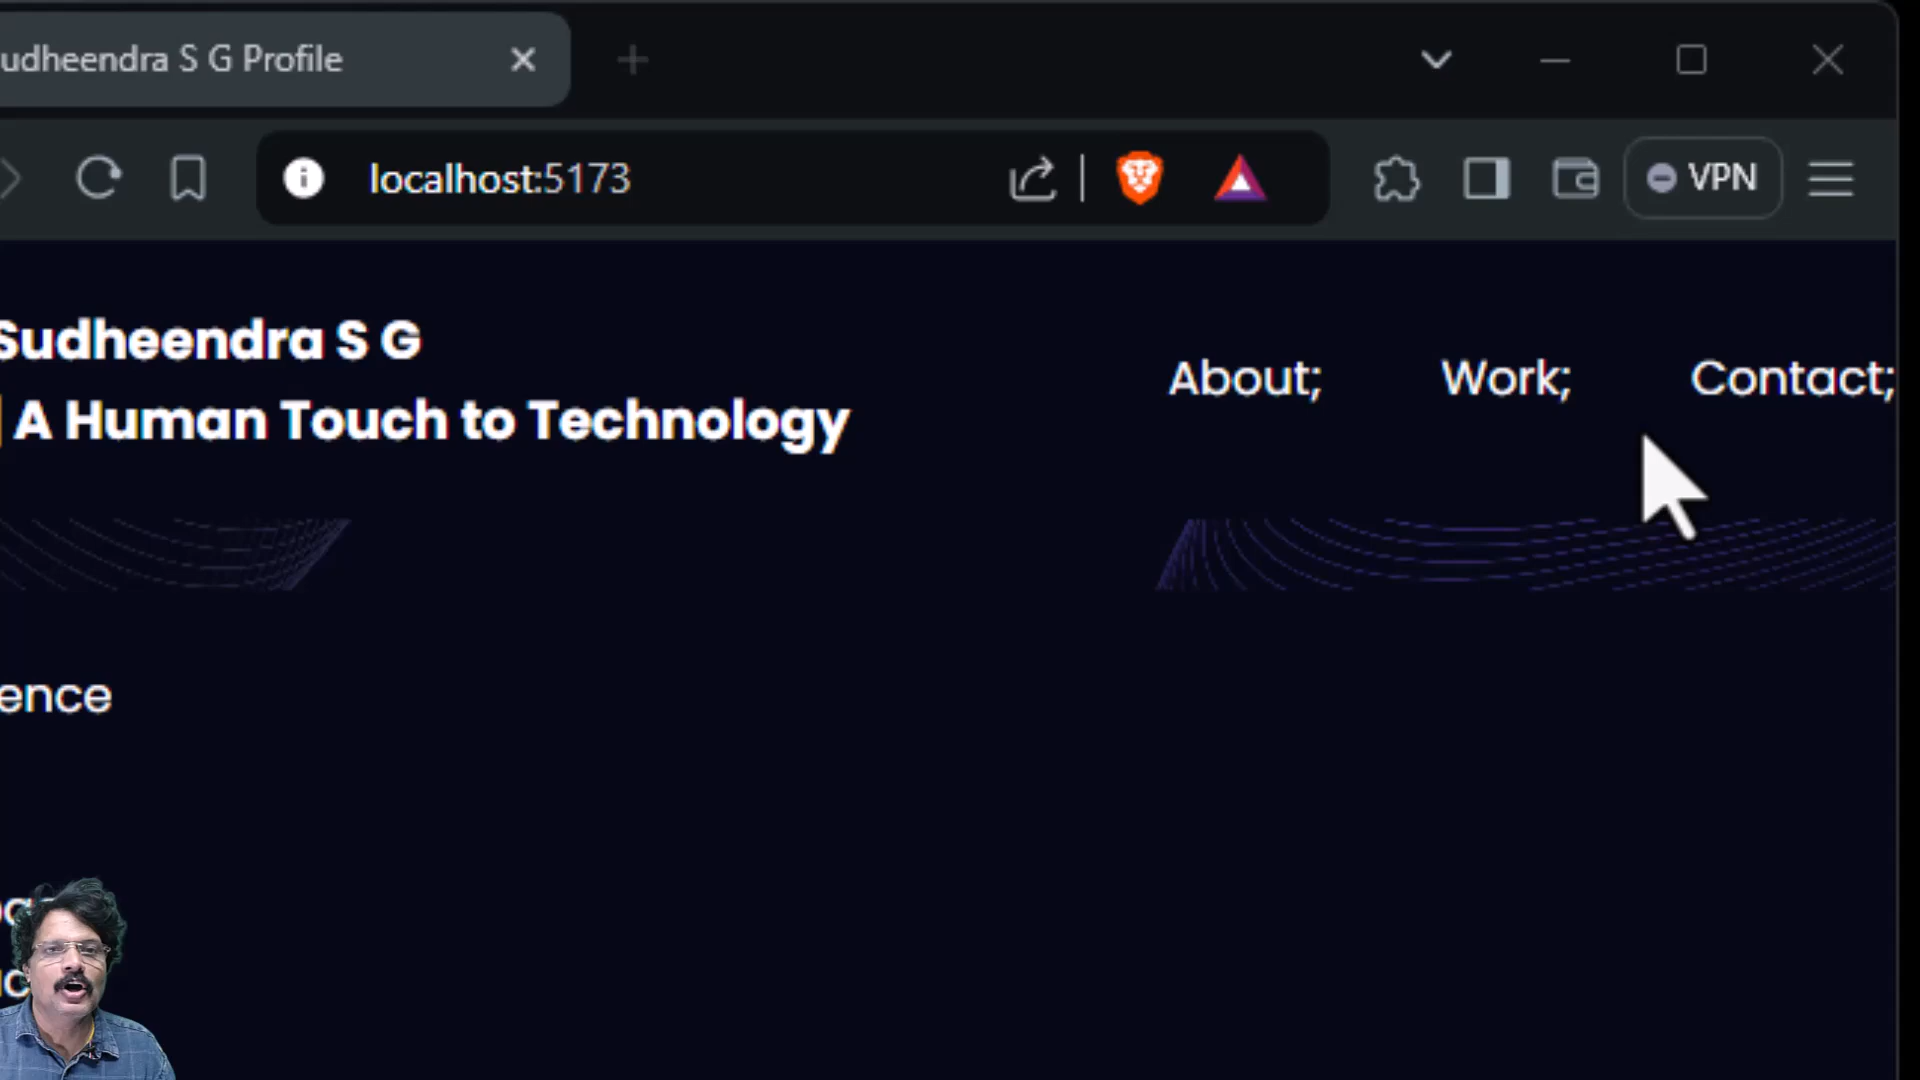 udheendra S G Profile
localhost:5173
VPN
Sudheendra S G
| A Human Touch to Technology
About;
Work;
Contact;
ence